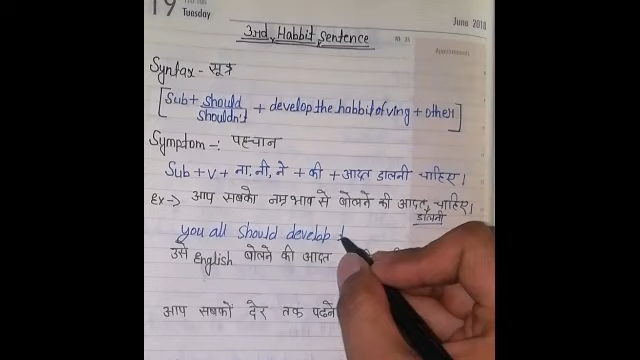 19
Tuesday
June 2018
3rd, Habbit, Sentence
Appointments
Syntax - सूत्र
[Sub + should / shouldn't + develop the habbit of ving + other]
Symptom -: पहचान
Sub + v + ना, नी, ने + की + आदत डालनी चाहिए।
Ex -> आप सबको नम्र भाव से बोलने की आदत, चाहिए।
डालनी
you all should develop t
उसे English बोलने की आदत
आप सबकों देर तक पढनें